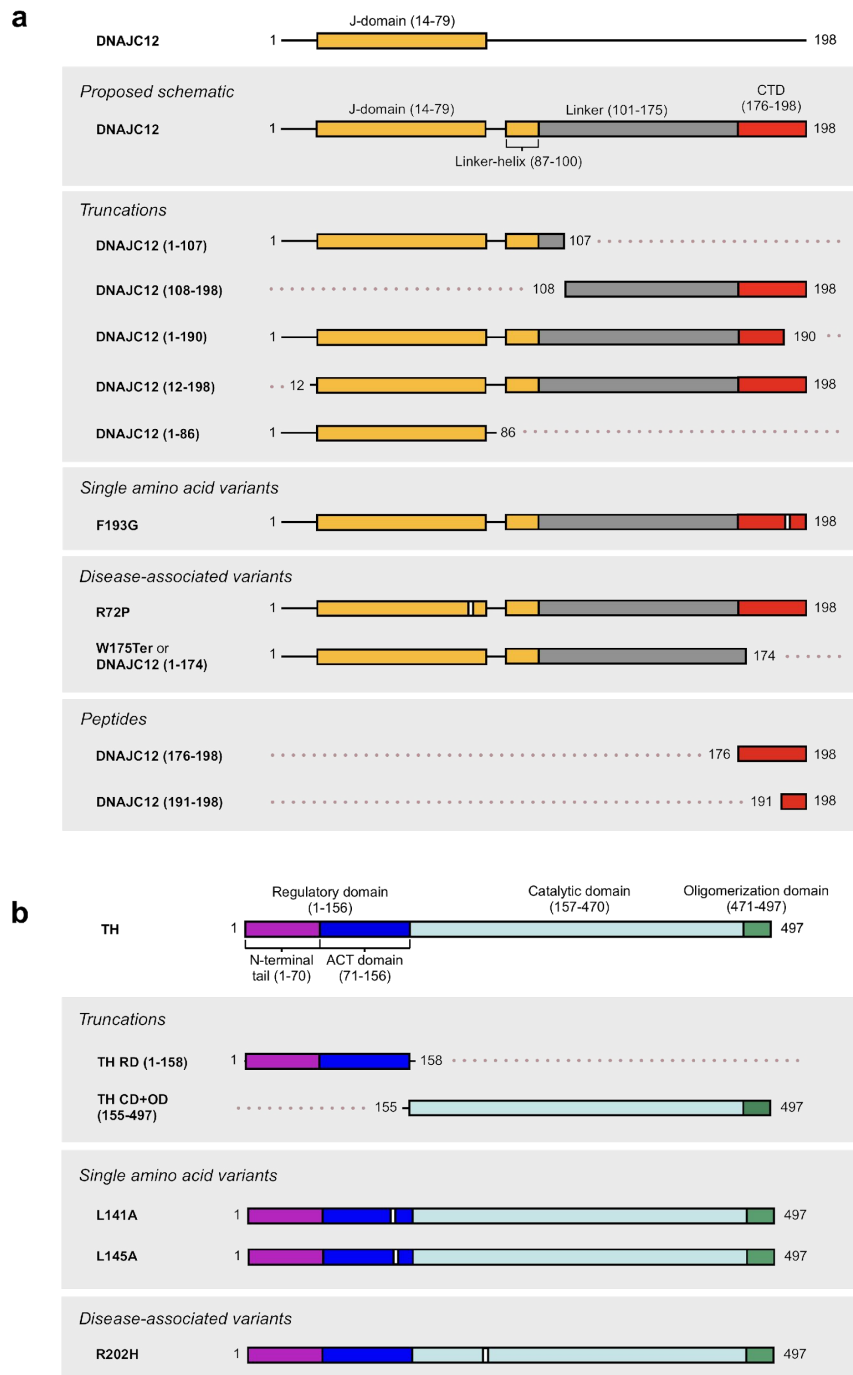 a
J-domain (14-79)
DNAJC12 1 198
Proposed schematic
CTD
J-domain (14-79) Linker (101-175) (176-198)
DNAJC12 1 198
Linker-helix (87-100)
Truncations
DNAJC12 (1-107) 1 107
DNAJC12 (108-198) 108 198
DNAJC12 (1-190) 1 190
DNAJC12 (12-198) 12 198
DNAJC12 (1-86) 1 86
Single amino acid variants
F193G 1 198
Disease-associated variants
R72P 1 198
W175Ter or
DNAJC12 (1-174) 1 174
Peptides
DNAJC12 (176-198) 176 198
DNAJC12 (191-198) 191 198
b
Regulatory domain Catalytic domain Oligomerization domain
(1-156) (157-470) (471-497)
TH 1 497
N-terminal ACT domain
tail (1-70) (71-156)
Truncations
TH RD (1-158) 1 158
TH CD+OD
(155-497) 155 497
Single amino acid variants
L141A 1 497
L145A 1 497
Disease-associated variants
R202H 1 497